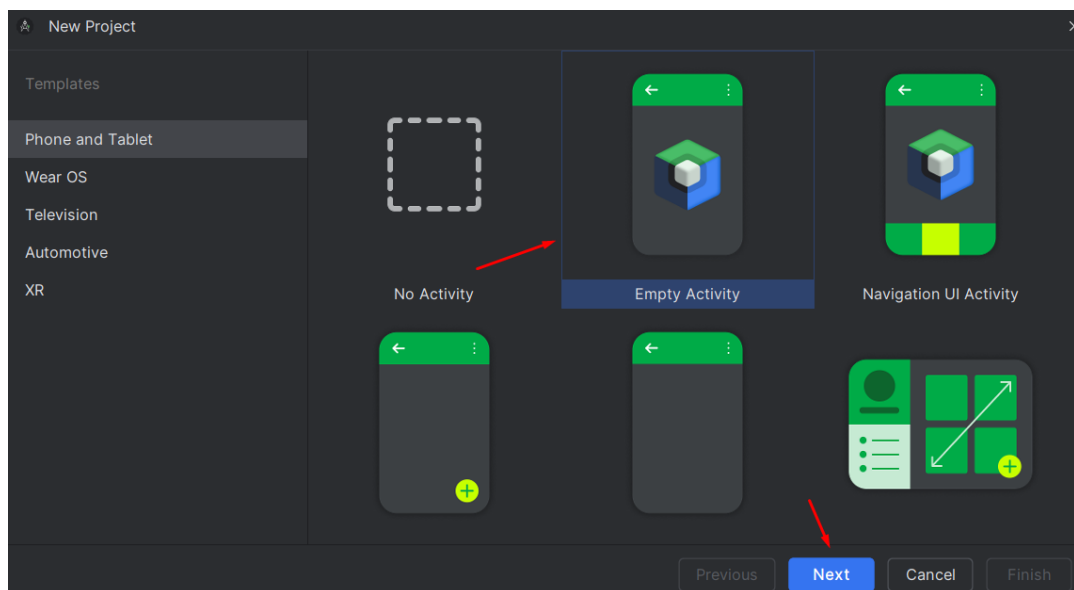 New Project
Templates
Phone and Tablet
Wear OS
Television
Automotive
XR
No Activity
Empty Activity
Navigation UI Activity
Previous
Next
Cancel
Finish